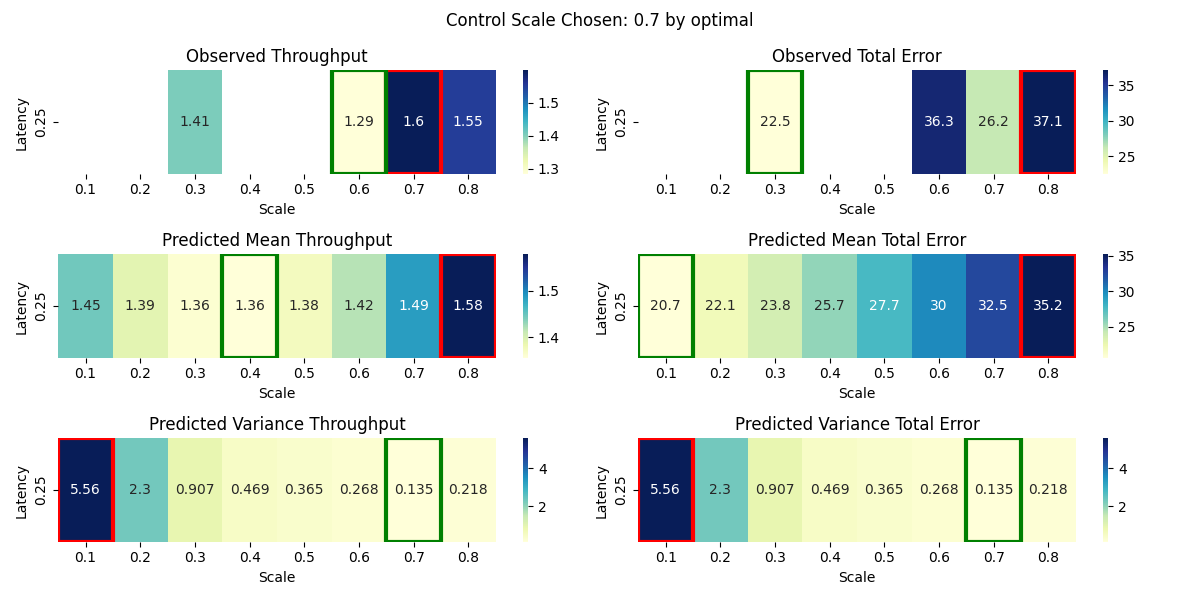 Control Scale Chosen: 0.7 by optimal
Observed Throughput
Latency
0.25
1.41 1.29 1.6 1.55
0.1 0.2 0.3 0.4 0.5 0.6 0.7 0.8
Scale
1.5
1.4
1.3
Observed Total Error
Latency
0.25
22.5 36.3 26.2 37.1
0.1 0.2 0.3 0.4 0.5 0.6 0.7 0.8
Scale
35
30
25
Predicted Mean Throughput
Latency
0.25
1.45 1.39 1.36 1.36 1.38 1.42 1.49 1.58
0.1 0.2 0.3 0.4 0.5 0.6 0.7 0.8
Scale
1.5
1.4
Predicted Mean Total Error
Latency
0.25
20.7 22.1 23.8 25.7 27.7 30 32.5 35.2
0.1 0.2 0.3 0.4 0.5 0.6 0.7 0.8
Scale
35
30
25
Predicted Variance Throughput
Latency
0.25
5.56 2.3 0.907 0.469 0.365 0.268 0.135 0.218
0.1 0.2 0.3 0.4 0.5 0.6 0.7 0.8
Scale
4
2
Predicted Variance Total Error
Latency
0.25
5.56 2.3 0.907 0.469 0.365 0.268 0.135 0.218
0.1 0.2 0.3 0.4 0.5 0.6 0.7 0.8
Scale
4
2